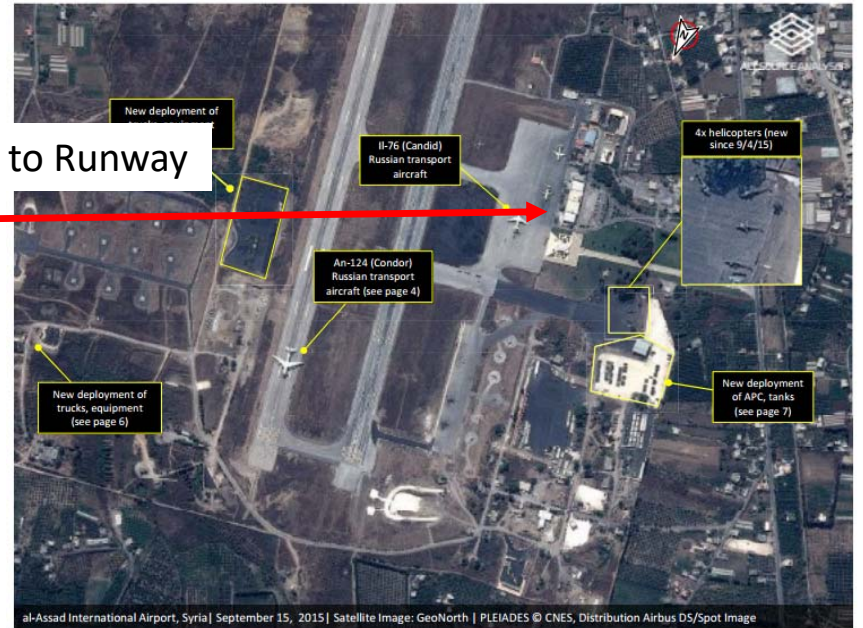 N
ALLSOURCEANALYSIS
New deployment of
to Runway
Il-76 (Candid)
Russian transport
aircraft
4x helicopters (new
since 9/4/15)
An-124 (Condor)
Russian transport
aircraft (see page 4)
New deployment of
trucks, equipment
(see page 6)
New deployment
of APC, tanks
(see page 7)
al-Assad International Airport, Syria| September 15, 2015| Satellite Image: GeoNorth | PLEIADES © CNES, Distribution Airbus DS/Spot Image